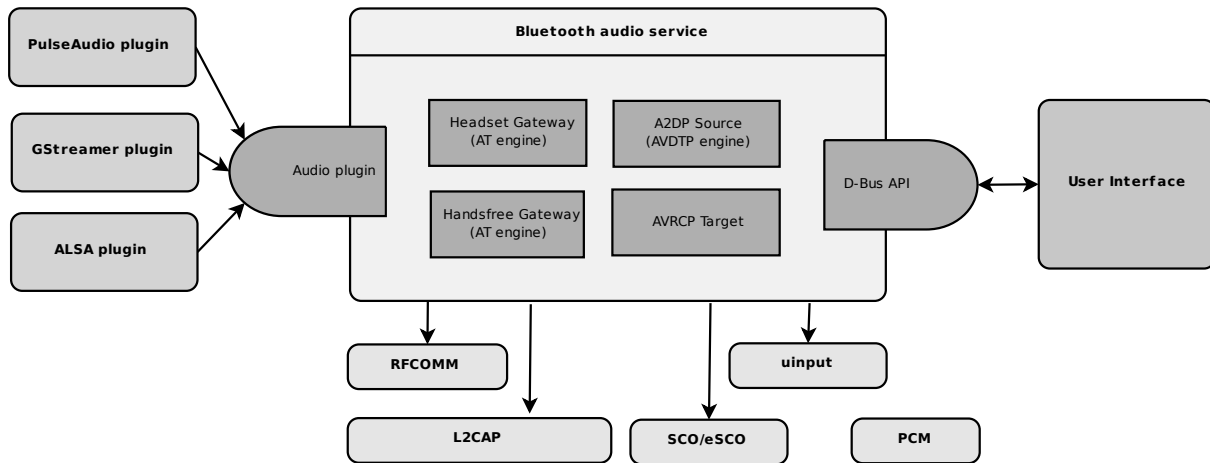 PulseAudio plugin
GStreamer plugin
ALSA plugin
Audio plugin
Bluetooth audio service
Headset Gateway
(AT engine)
A2DP Source
(AVDTP engine)
Handsfree Gateway
(AT engine)
AVRCP Target
D-Bus API
User Interface
RFCOMM
uinput
L2CAP
SCO/eSCO
PCM